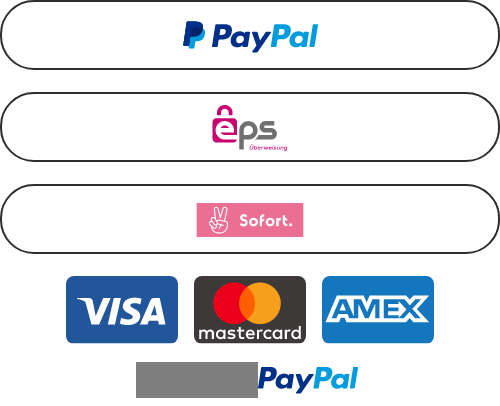 PayPal
eps
Überweisung
Sofort.
VISA
mastercard
AMEX
PayPal